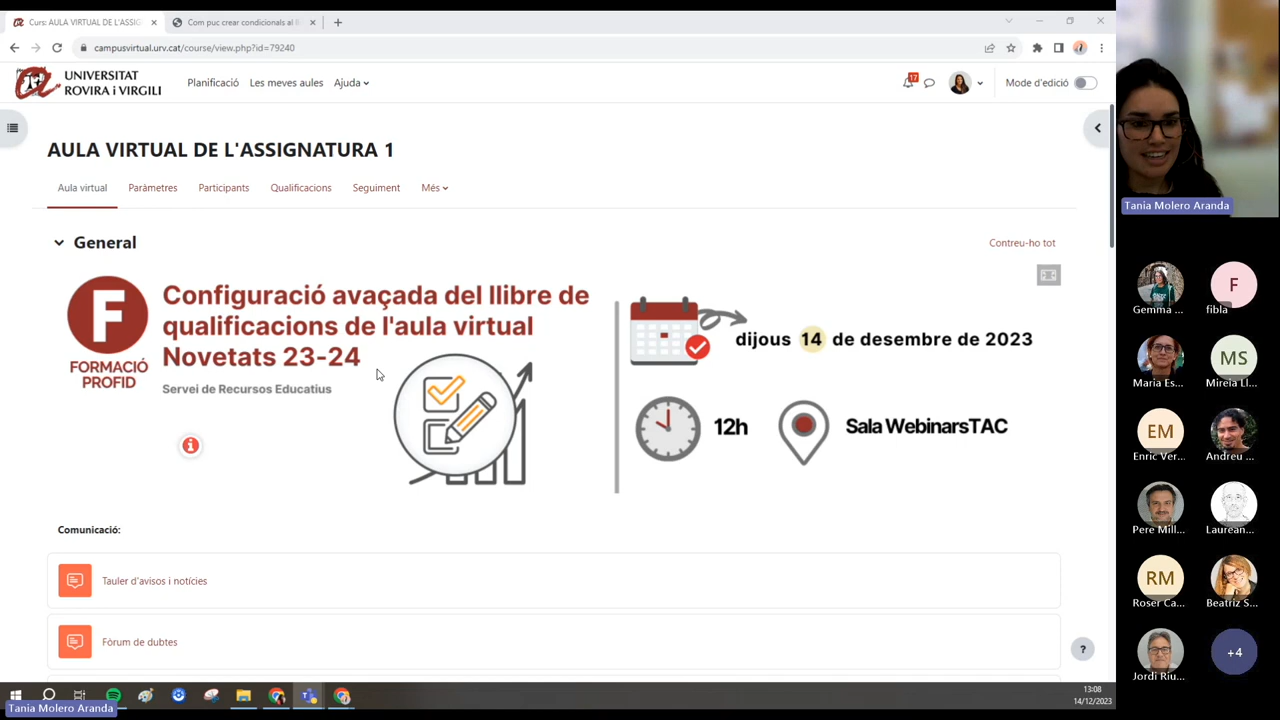 Curs: AULA VIRTUAL DE L'ASSIG
Com puc crear condicionals al ll
campusvirtual.urv.cat/course/view.php?id=79240
UNIVERSITAT
ROVIRA i VIRGILI
Planificació
Les meves aules
Ajuda
17
Mode d'edició
AULA VIRTUAL DE L'ASSIGNATURA 1
Aula virtual
Paràmetres
Participants
Qualificacions
Seguiment
Més
General
Contreu-ho tot
F
FORMACIÓ
PROFID
Configuració avaçada del llibre de
qualificacions de l'aula virtual
Novetats 23-24
Servei de Recursos Educatius
dijous 14 de desembre de 2023
12h
Sala WebinarsTAC
Comunicació:
Tauler d'avisos i notícies
Fòrum de dubtes
?
13:08
14/12/2023
Tania Molero Aranda
Tania Molero Aranda
Gemma ...
F
fibla
Maria Es...
MS
Mireia Ll...
EM
Enric Ver...
Andreu ...
Pere Mill...
Laurean...
RM
Roser Ca...
Beatriz S...
Jordi Riu...
+4